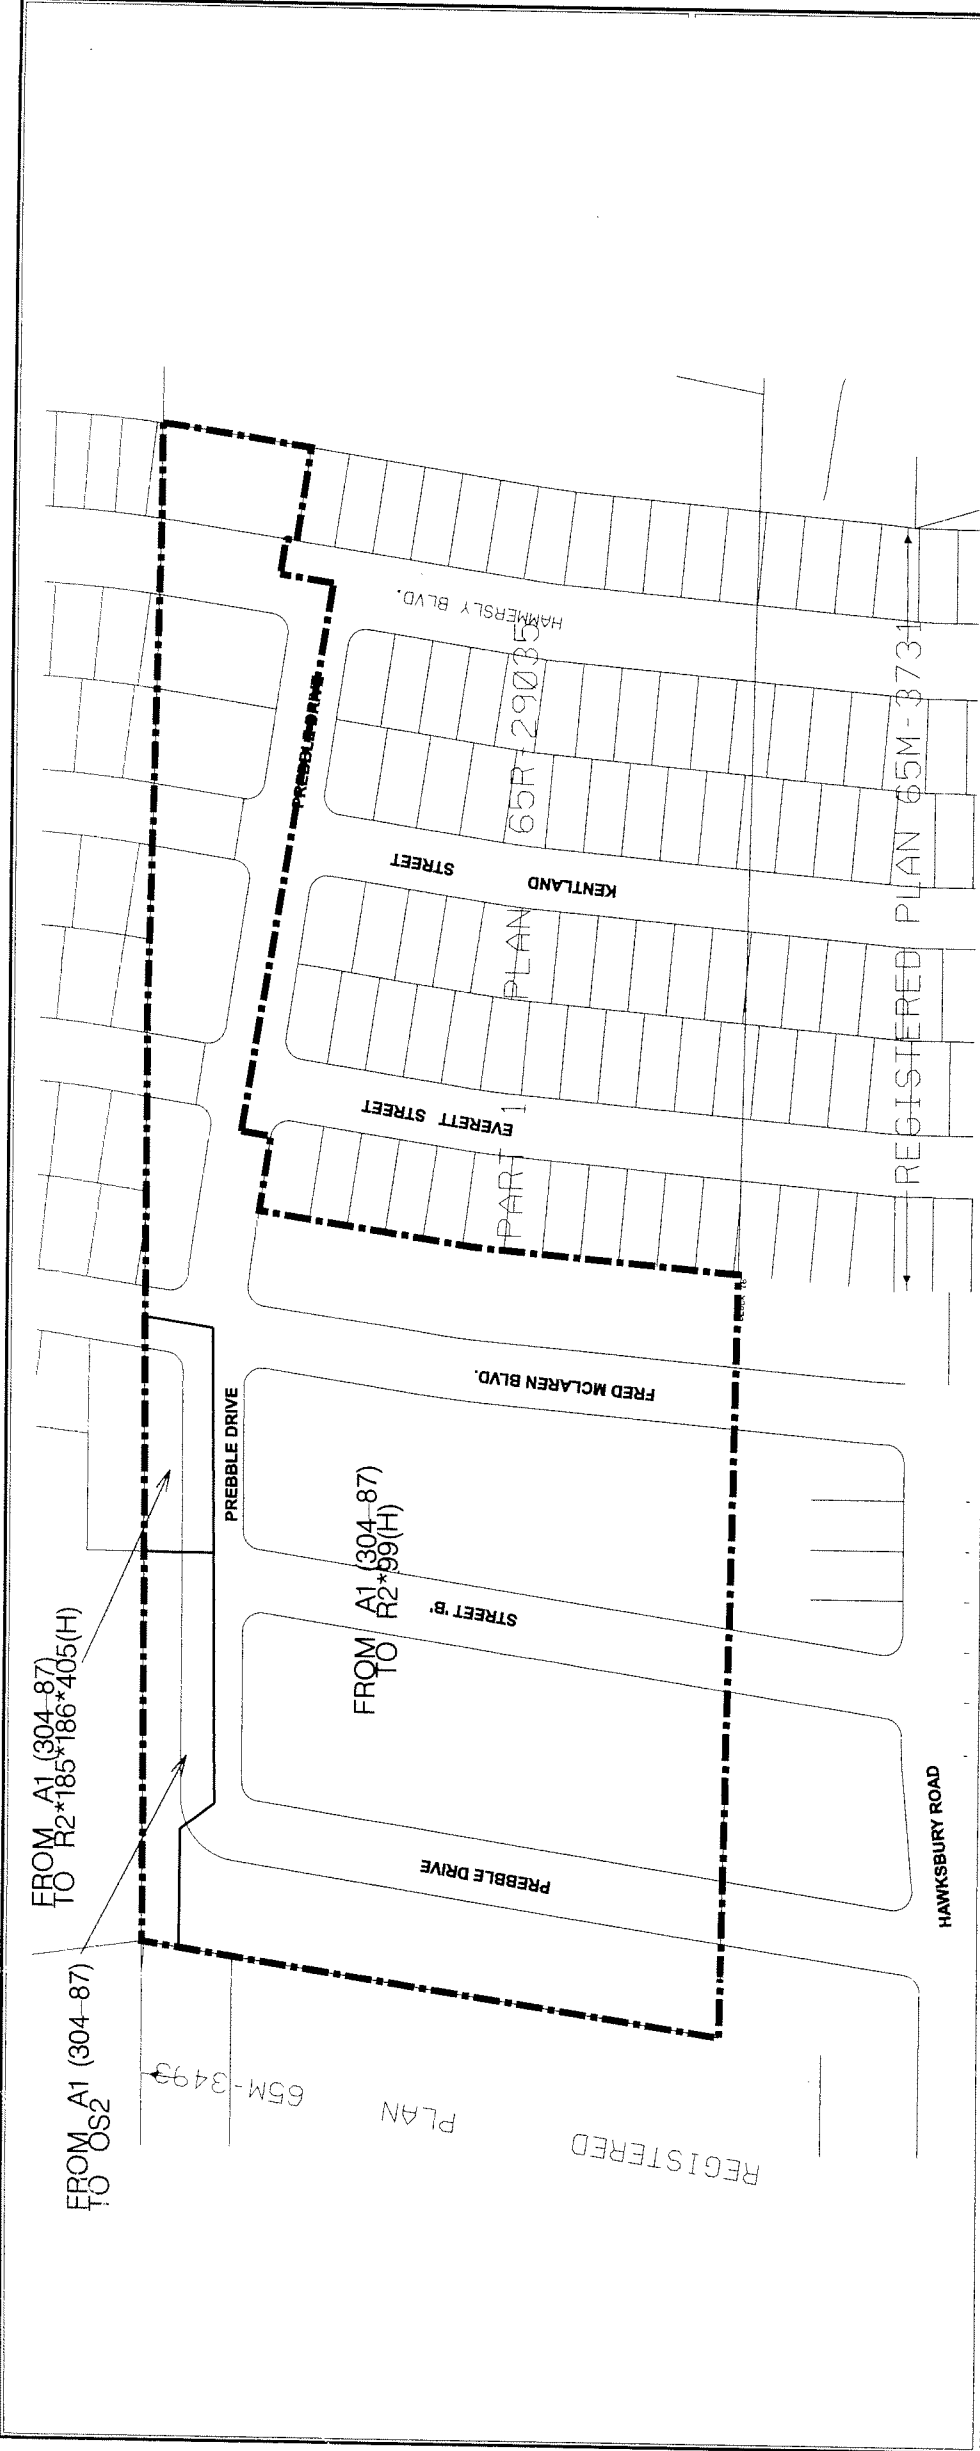 FROM A1 (304-87)
TO OS2
FROM A1 (304-87)
TO R2*185*186*405(H)
FROM A1 (304-87)
TO R2*99(H)
PREBBLE DRIVE
PREBBLE DRIVE
PREBBLE DRIVE
STREET 'B'
FRED MCLAREN BLVD.
EVERETT STREET
KENTLAND STREET
HAMMERSLY BLVD.
PART 1 PLAN 65R-29035
REGISTERED PLAN 65M-3731
REGISTERED PLAN 65M-3493
HAWKSBURY ROAD